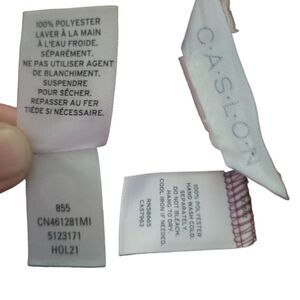 100% POLYESTER
LAVER À LA MAIN
À L'EAU FROIDE.
SÉPARÉMENT.
NE PAS UTILISER AGENT
DE BLANCHIMENT.
SUSPENDRE
POUR SÉCHER.
REPASSER AU FER
TIÈDE SI NÉCESSAIRE.
855
CN461281MI
5123171
HOL21
C·A·S·L·O·N
100% POLYESTER
HAND WASH COLD.
DO NOT BLEACH.
HANG TO DRY.
COOL IRON IF NEEDED.
RN58665
CA57963